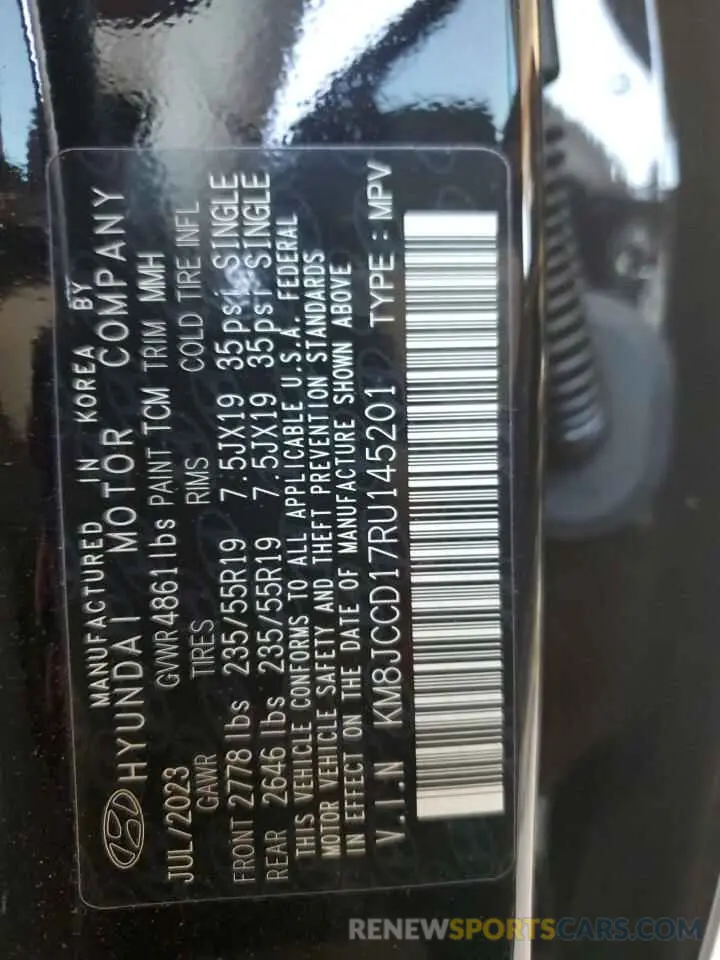 MANUFACTURED IN KOREA BY
HYUNDAI MOTOR COMPANY
JUL/2023 GVWR4861lbs PAINT TCM TRIM MMH
GAWR TIRES RIMS COLD TIRE INFL
FRONT 2778 lbs 235/55R19 7.5JX19 35psi SINGLE
REAR 2646 lbs 235/55R19 7.5JX19 35psi SINGLE
THIS VEHICLE CONFORMS TO ALL APPLICABLE U.S.A. FEDERAL
MOTOR VEHICLE SAFETY AND THEFT PREVENTION STANDARDS
IN EFFECT ON THE DATE OF MANUFACTURE SHOWN ABOVE
V.I.N KM8JCCD17RU145201 TYPE : MPV
RENEWSPORTSCARS.COM